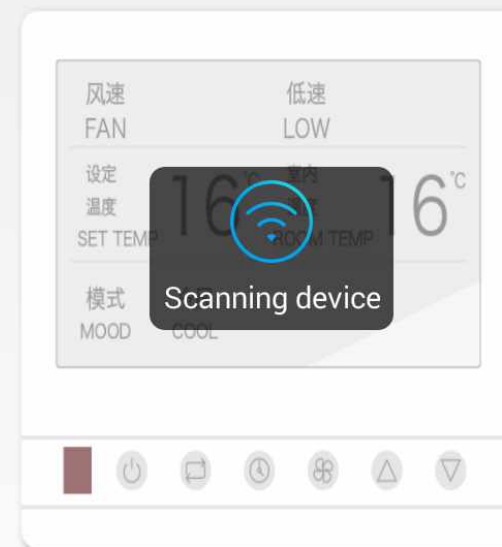 风速 低速
FAN LOW
设定 16 °C 室内 16 °C
温度
SET TEMP ROOM TEMP
模式
MOOD COOL
Scanning device